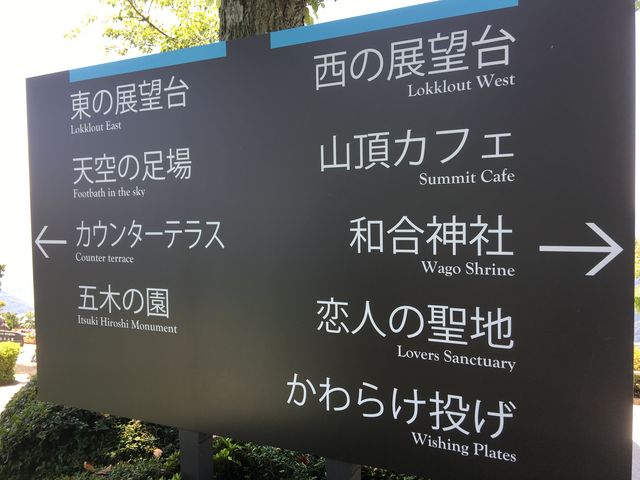 東の展望台
Lokklout East
天空の足場
Footbath in the sky
カウンターテラス
Counter terrace
五木の園
Itsuki Hiroshi Monument
西の展望台
Lokklout West
山頂カフェ
Summit Cafe
和合神社
Wago Shrine
恋人の聖地
Lovers Sanctuary
かわらけ投げ
Wishing Plates